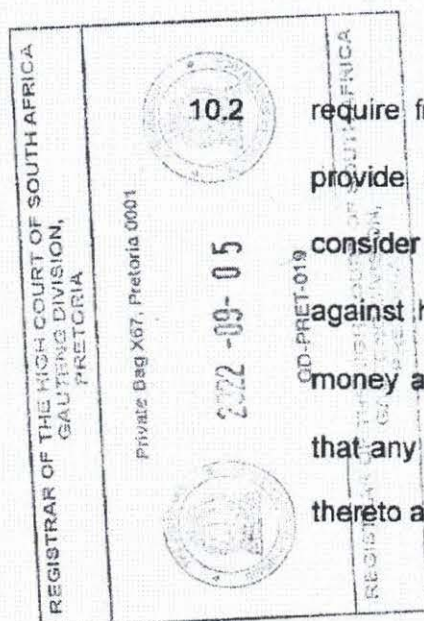 REGISTRAR OF THE HIGH COURT OF SOUTH AFRICA
GAUTENG DIVISION,
PRETORIA
Private Bag X67, Pretoria 0001
2022-09-05
GD-PRET-019
10.2 require
provide
consider
against
money
that any
thereto